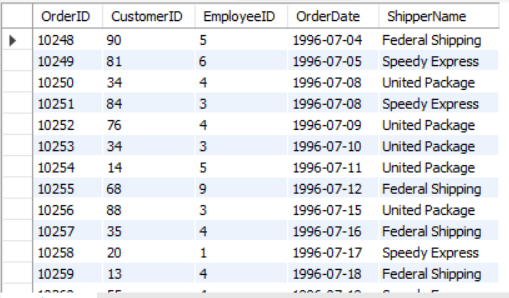 OrderID CustomerID EmployeeID OrderDate ShipperName
10248 90 5 1996-07-04 Federal Shipping
10249 81 6 1996-07-05 Speedy Express
10250 34 4 1996-07-08 United Package
10251 84 3 1996-07-08 Speedy Express
10252 76 4 1996-07-09 United Package
10253 34 3 1996-07-10 United Package
10254 14 5 1996-07-11 United Package
10255 68 9 1996-07-12 Federal Shipping
10256 88 3 1996-07-15 United Package
10257 35 4 1996-07-16 Federal Shipping
10258 20 1 1996-07-17 Speedy Express
10259 13 4 1996-07-18 Federal Shipping